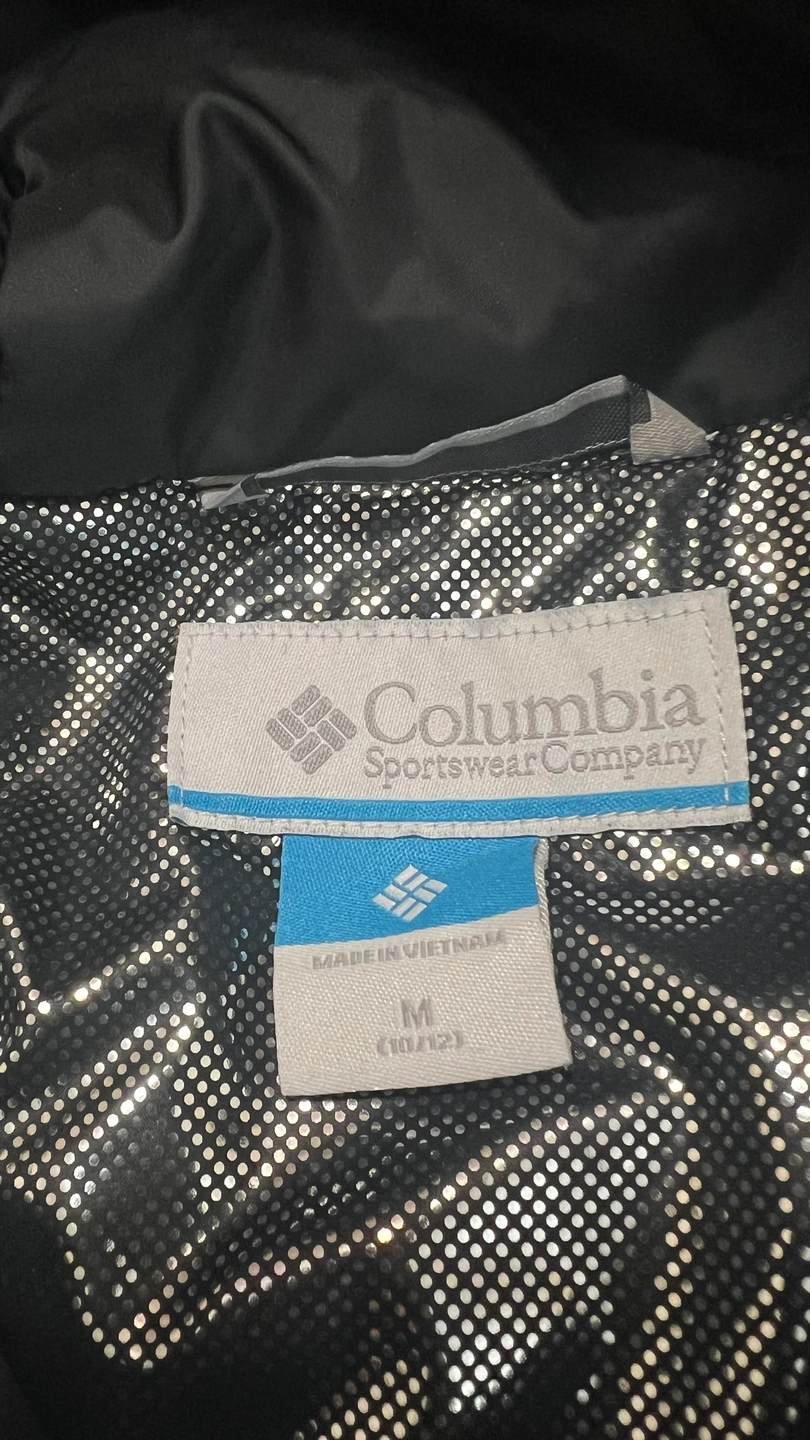 Columbia
Sportswear Company
MADE IN VIETNAM
M
(10/12)